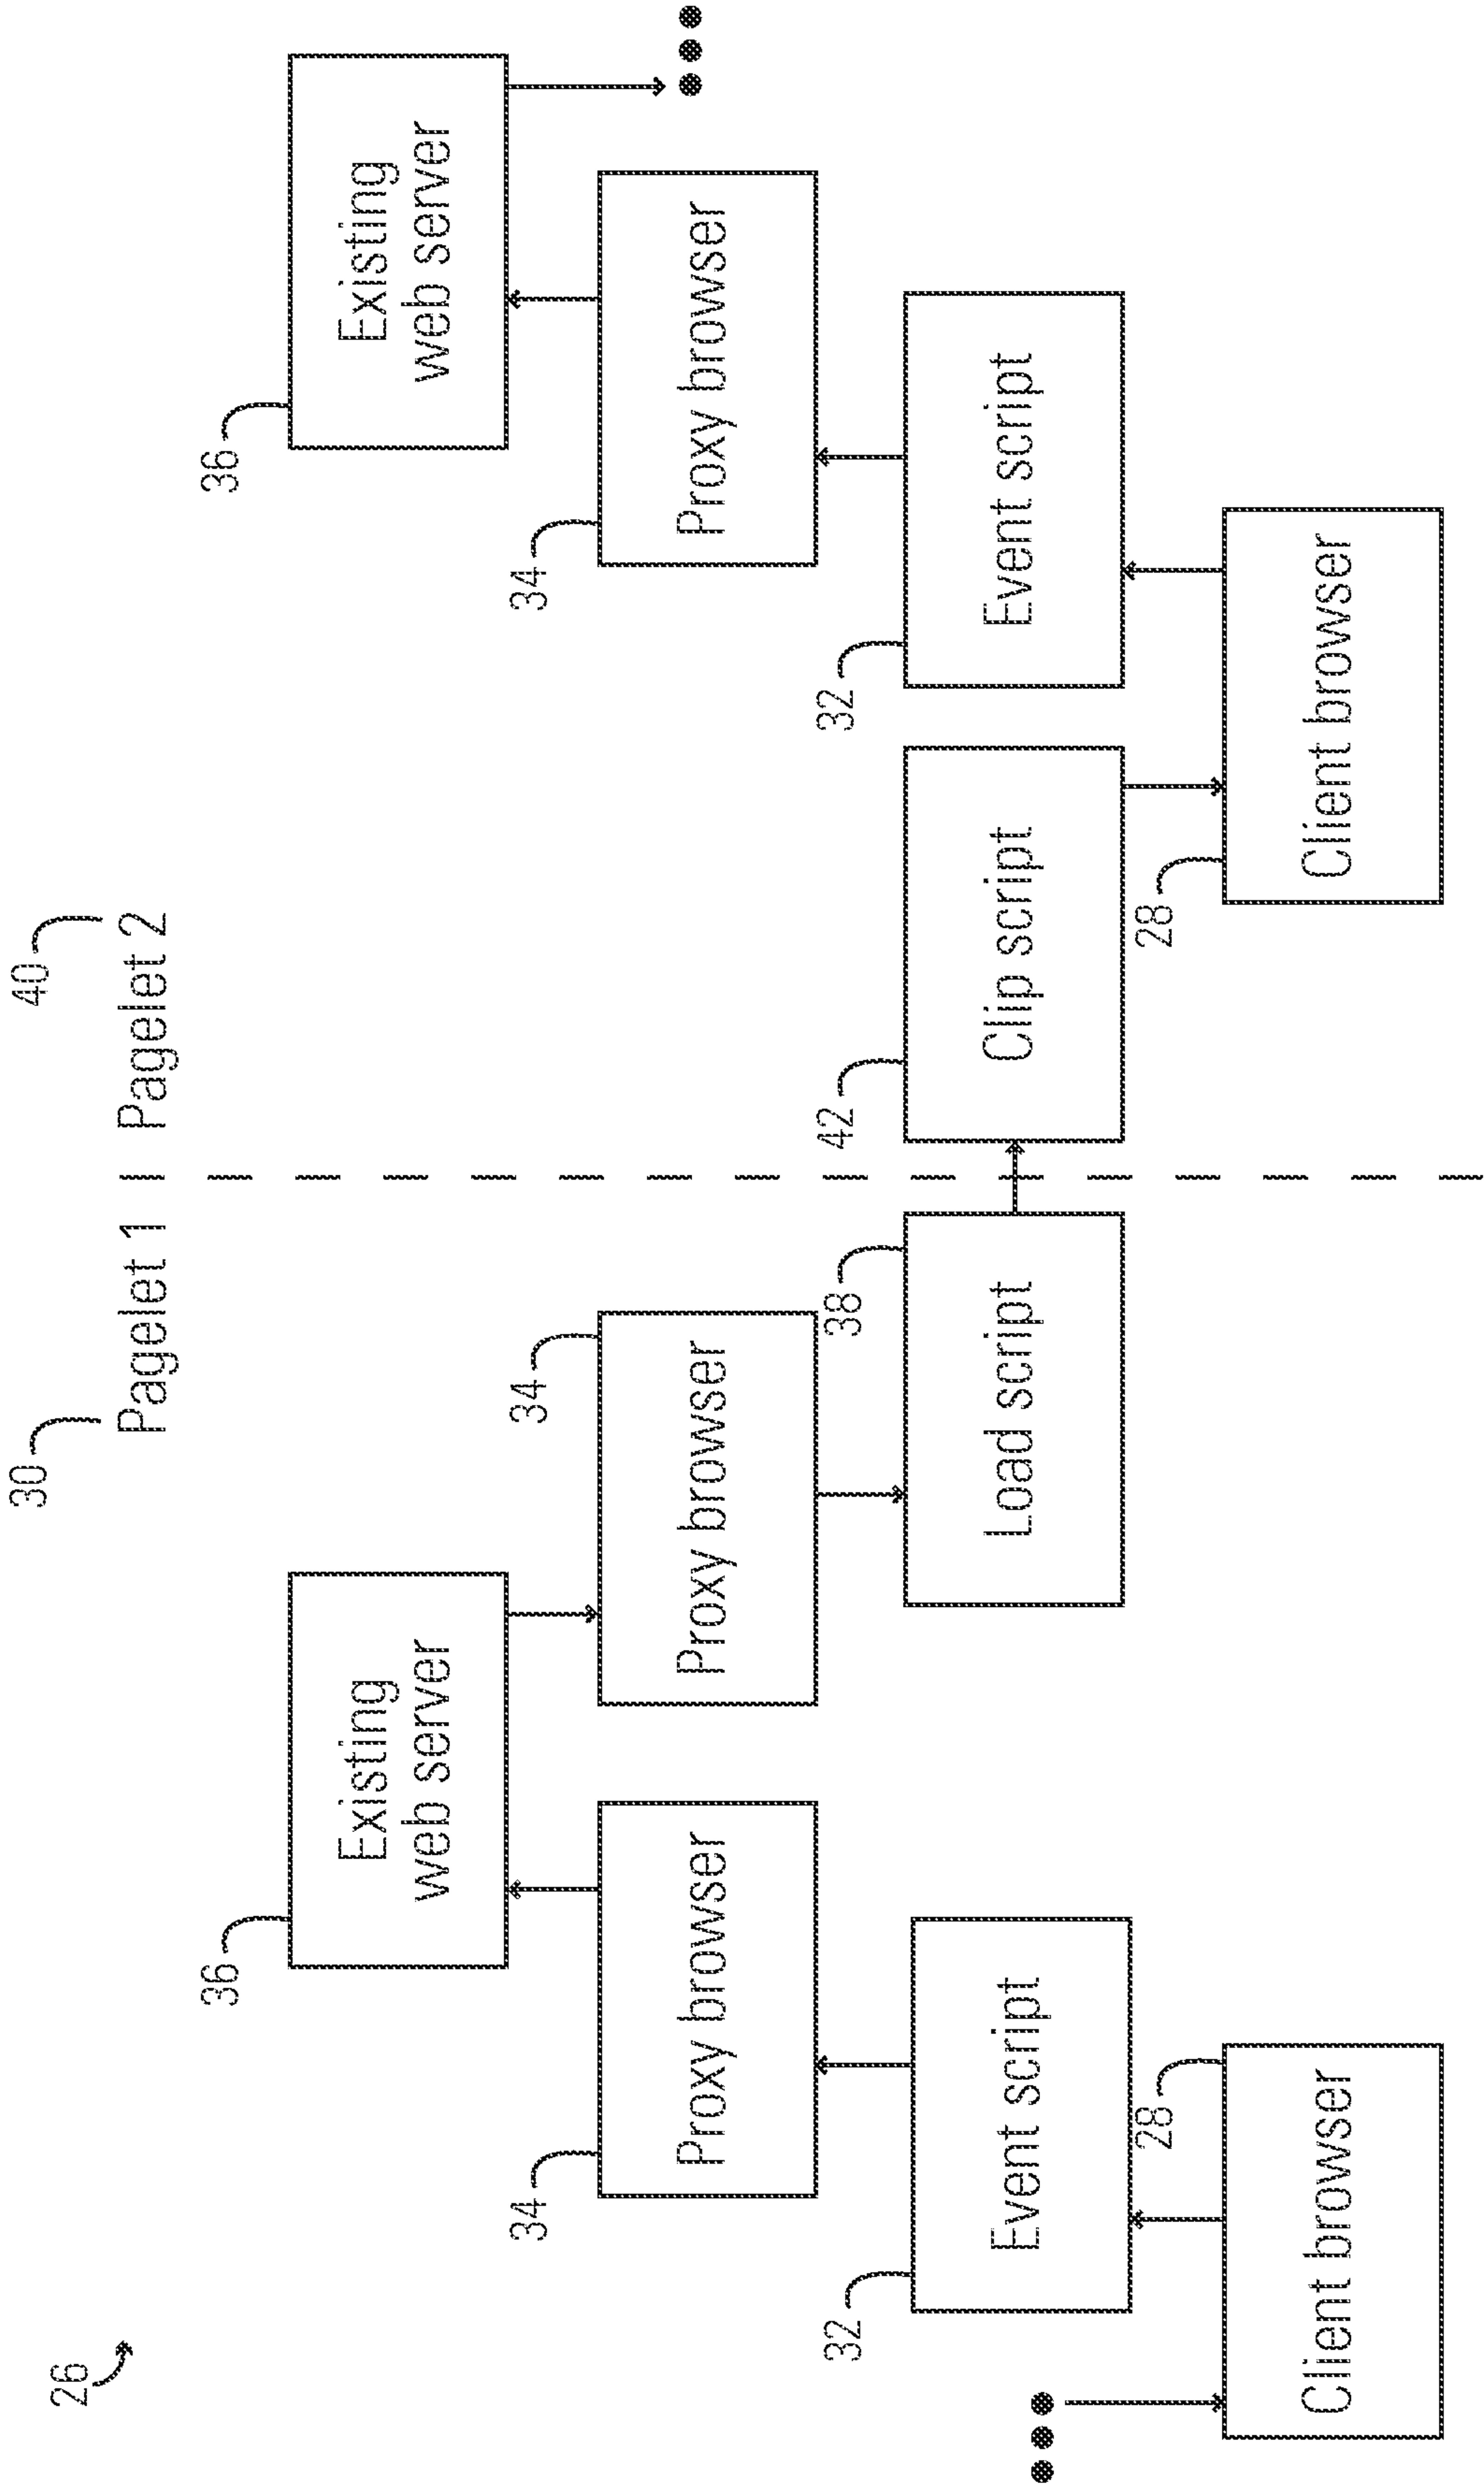 26
30
Pagelet 1
40
Pagelet 2
36
Existing
web server
36
Existing
web server
34
Proxy browser
34
Proxy browser
34
Proxy browser
32
Event script
38
Load script
42
Clip script
32
Event script
28
Client browser
28
Client browser